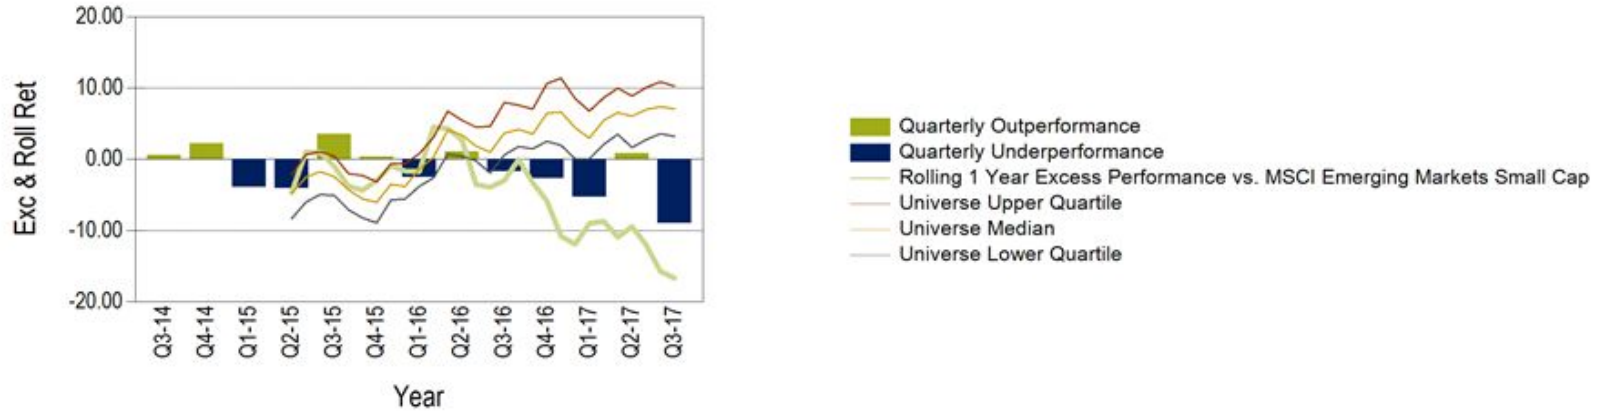 20.00
10.00
0.00
-10.00
-20.00
Exc & Roll Ret
Q3-14
Q4-14
Q1-15
Q2-15
Q3-15
Q4-15
Q1-16
Q2-16
Q3-16
Q4-16
Q1-17
Q2-17
Q3-17
Year
Quarterly Outperformance
Quarterly Underperformance
Rolling 1 Year Excess Performance vs. MSCI Emerging Markets Small Cap
Universe Upper Quartile
Universe Median
Universe Lower Quartile